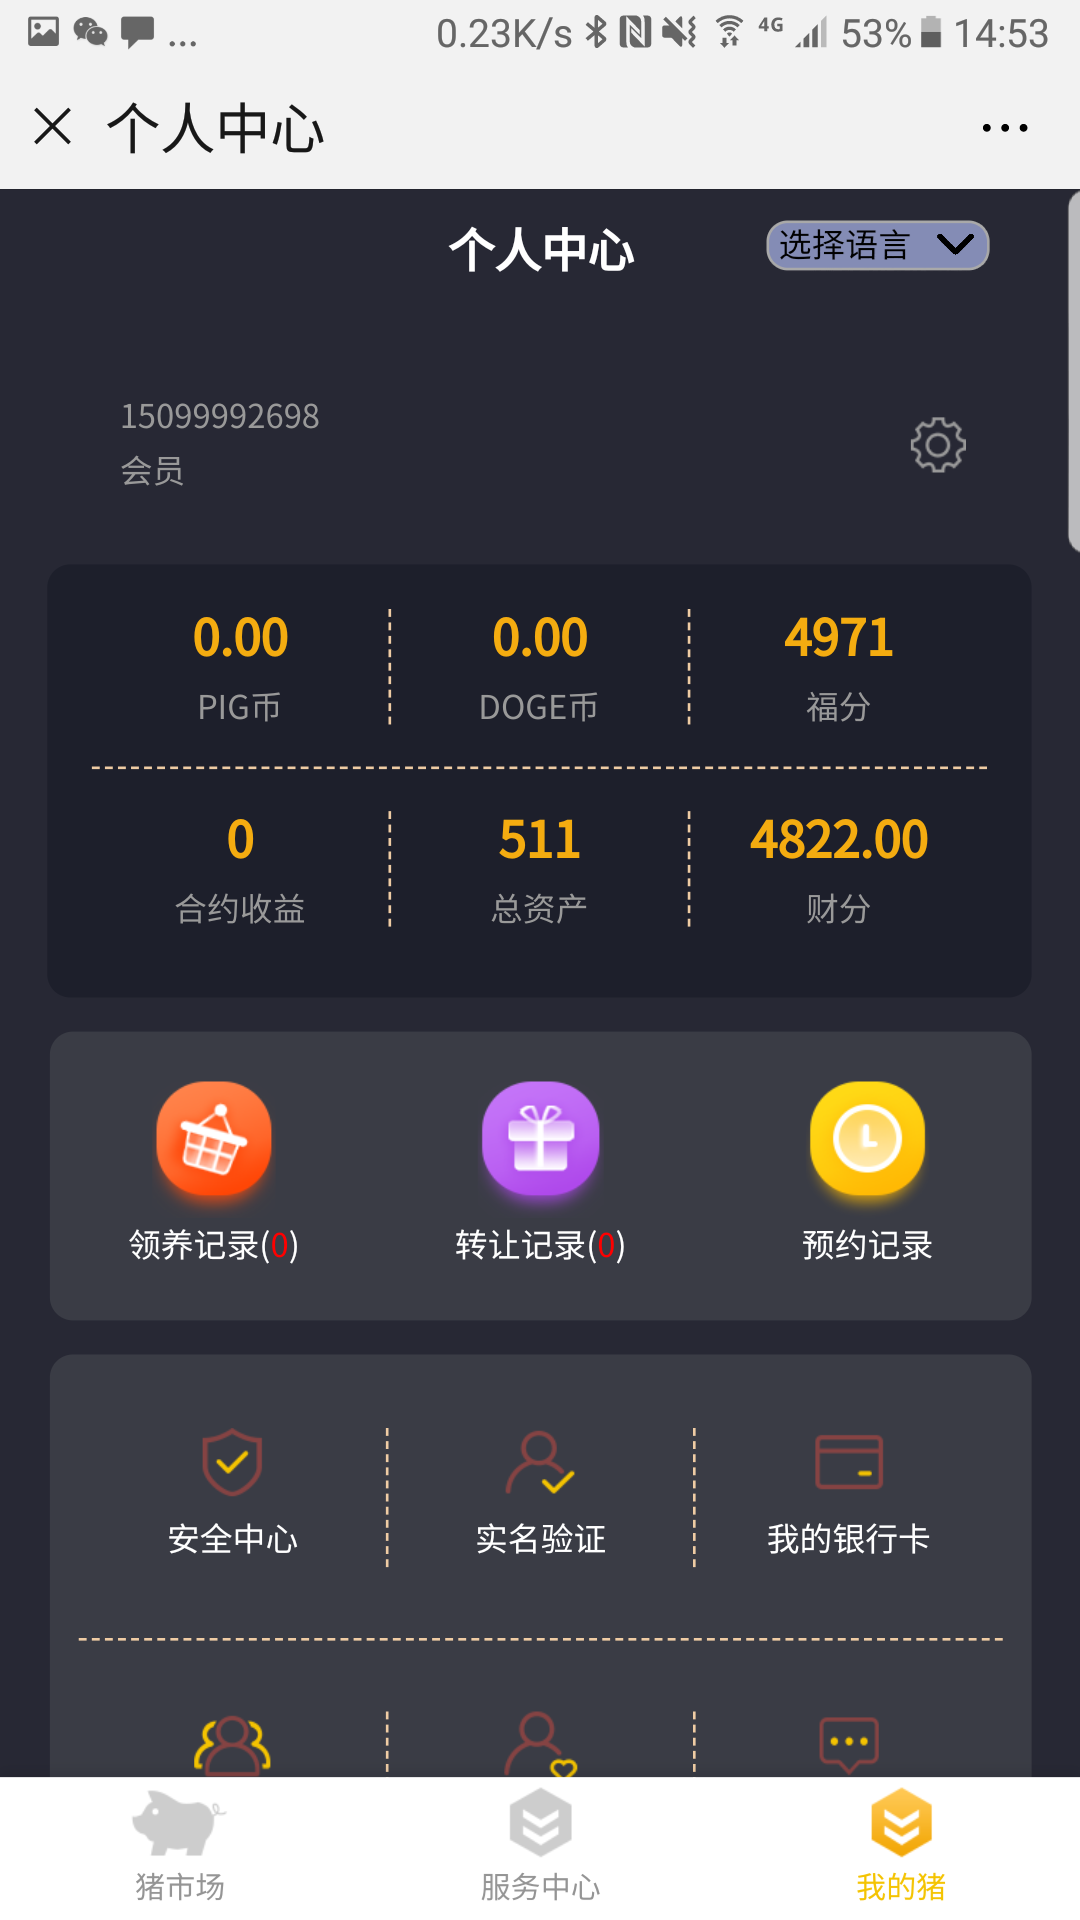 0.23K/s 4G 53% 14:53
个人中心
个人中心 选择语言
15099992698
会员
0.00 0.00 4971
PIG币 DOGE币 福分
0 511 4822.00
合约收益 总资产 财分
领养记录(0) 转让记录(0) 预约记录
安全中心 实名验证 我的银行卡
猪市场 服务中心 我的猪